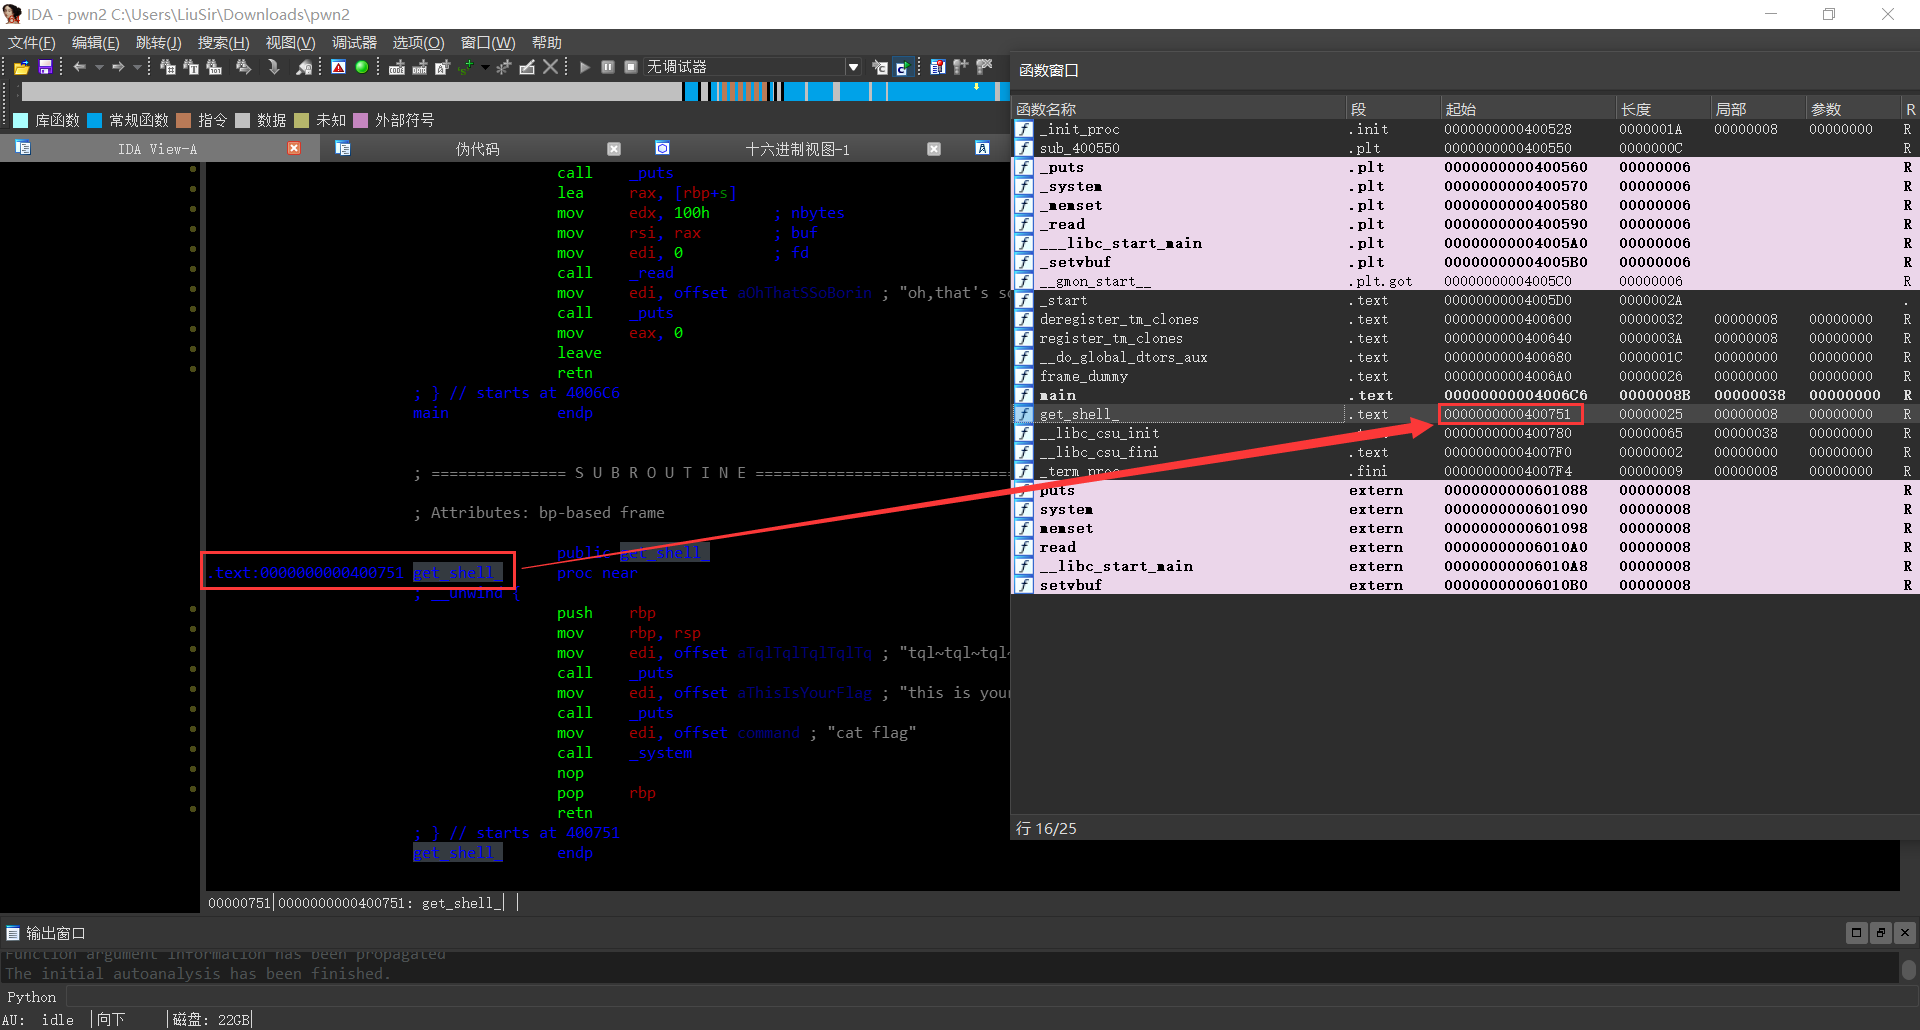 IDA - pwn2 C:\Users\LiuSir\Downloads\pwn2
文件(F) 编辑(E) 跳转(J) 搜索(H) 视图(V) 调试器 选项(O) 窗口(W) 帮助
无调试器
库函数 常规函数 指令 数据 未知 外部符号
IDA View-A 伪代码 十六进制视图-1
call _puts
lea rax, [rbp+s]
mov edx, 100h ; nbytes
mov rsi, rax ; buf
mov edi, 0 ; fd
call _read
mov edi, offset aOhThatSSoBorin ; "oh,that's so
call _puts
mov eax, 0
leave
retn
; } // starts at 4006C6
main endp
; =============== S U B R O U T I N E =============================
; Attributes: bp-based frame
public get_shell_
.text:0000000000400751 get_shell_ proc near
; __unwind {
push rbp
mov rbp, rsp
mov edi, offset aTqlTqlTqlTqlTq ; "tql~tql~tql~
call _puts
mov edi, offset aThisIsYourFlag ; "this is your
call _puts
mov edi, offset command ; "cat flag"
call _system
nop
pop rbp
retn
; } // starts at 400751
get_shell_ endp
00000751 0000000000400751: get_shell_
函数窗口
函数名称 段 起始 长度 局部 参数 R
_init_proc .init 0000000000400528 0000001A 00000008 00000000 R
sub_400550 .plt 0000000000400550 0000000C R
_puts .plt 0000000000400560 00000006 R
_system .plt 0000000000400570 00000006 R
_memset .plt 0000000000400580 00000006 R
_read .plt 0000000000400590 00000006 R
___libc_start_main .plt 00000000004005A0 00000006 R
_setvbuf .plt 00000000004005B0 00000006 R
__gmon_start__ .plt.got 00000000004005C0 00000006 R
_start .text 00000000004005D0 0000002A .
deregister_tm_clones .text 0000000000400600 00000032 00000008 00000000 R
register_tm_clones .text 0000000000400640 0000003A 00000008 00000000 R
__do_global_dtors_aux .text 0000000000400680 0000001C 00000000 00000000 R
frame_dummy .text 00000000004006A0 00000026 00000000 00000000 R
main .text 00000000004006C6 0000008B 00000038 00000000 R
get_shell_ .text 0000000000400751 00000025 00000008 00000000 R
__libc_csu_init .text 0000000000400780 00000065 00000038 00000000 R
__libc_csu_fini .text 00000000004007F0 00000002 00000000 00000000 R
_term_proc .fini 00000000004007F4 00000009 00000008 00000000 R
puts extern 0000000000601088 00000008 R
system extern 0000000000601090 00000008 R
memset extern 0000000000601098 00000008 R
read extern 00000000006010A0 00000008 R
__libc_start_main extern 00000000006010A8 00000008 R
setvbuf extern 00000000006010B0 00000008 R
行 16/25
输出窗口
Function argument information has been propagated
The initial autoanalysis has been finished.
Python
AU: idle 向下 磁盘: 22GB